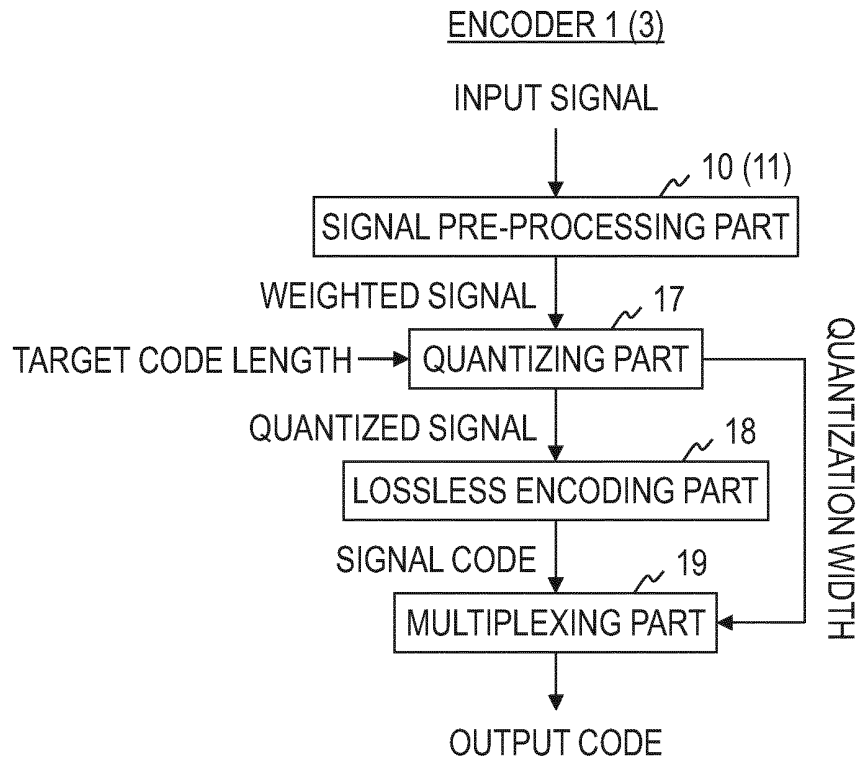 ENCODER 1 (3)
INPUT SIGNAL
10 (11)
SIGNAL PRE-PROCESSING PART
WEIGHTED SIGNAL
17
TARGET CODE LENGTH
QUANTIZING PART
QUANTIZATION WIDTH
QUANTIZED SIGNAL
18
LOSSLESS ENCODING PART
SIGNAL CODE
19
MULTIPLEXING PART
OUTPUT CODE